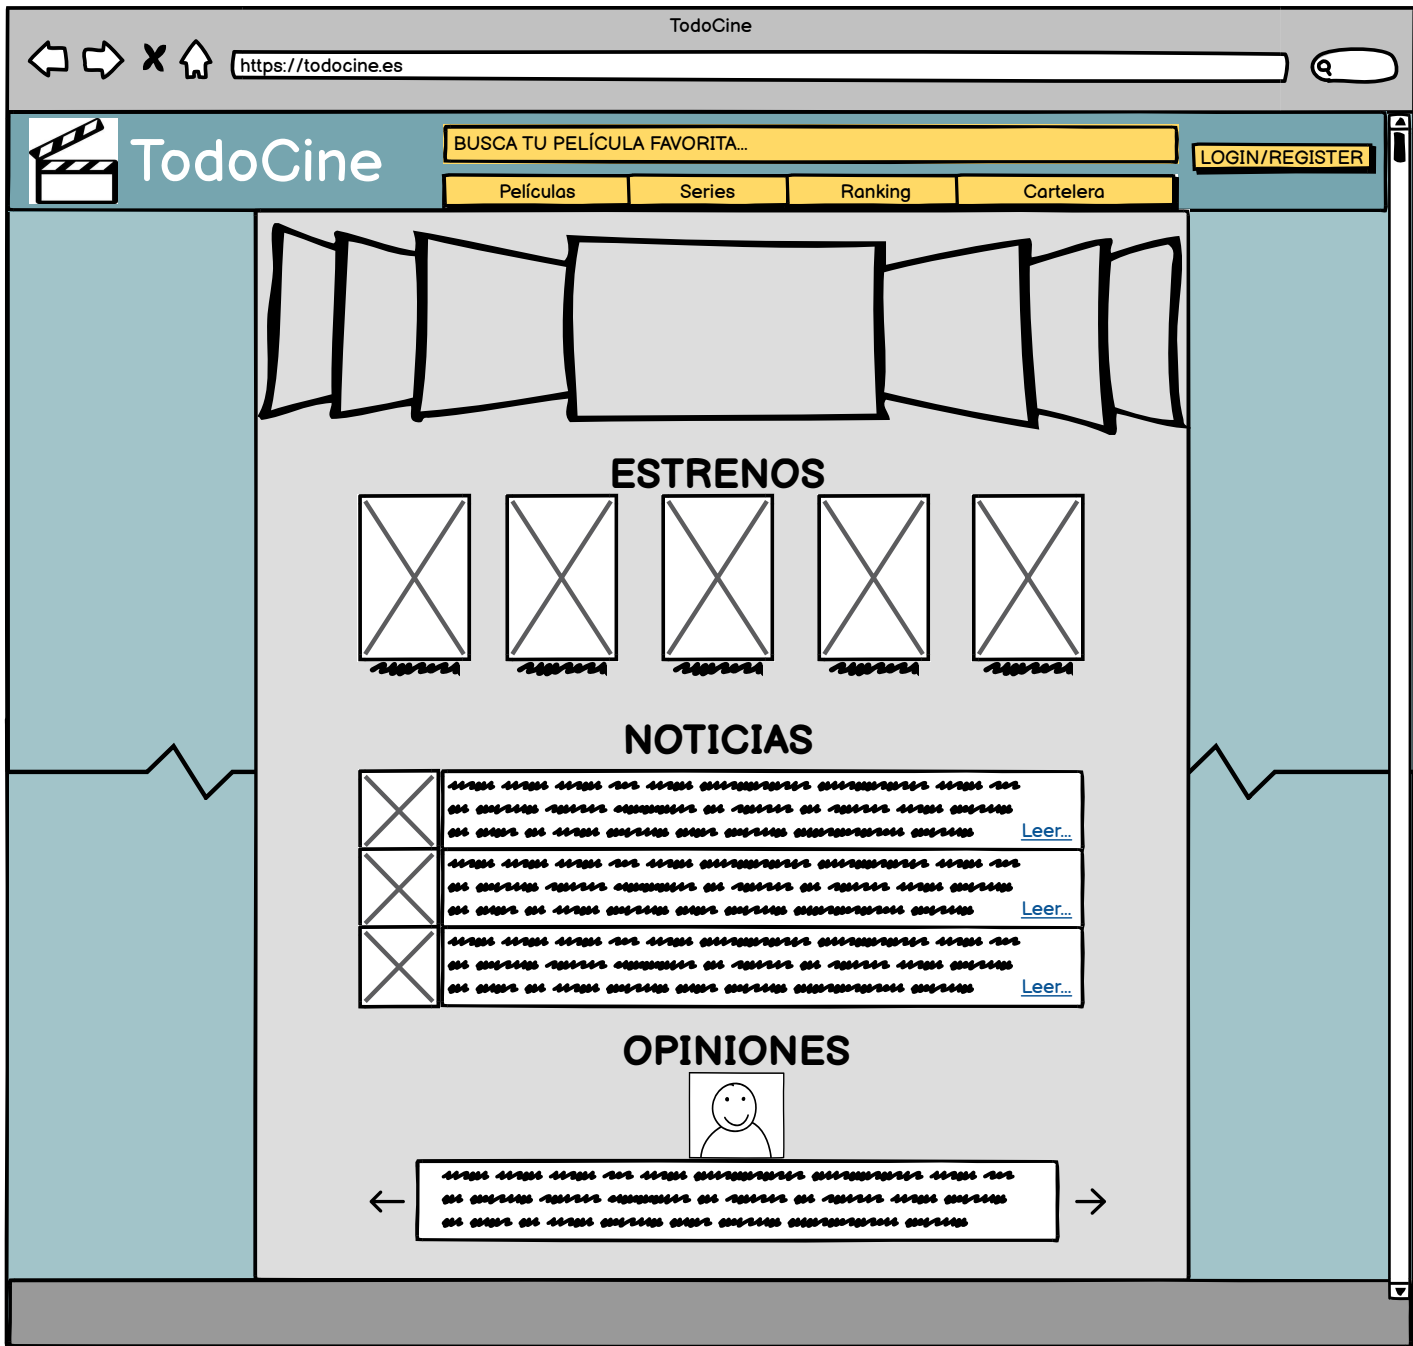 TodoCine
https://todocine.es
TodoCine
BUSCA TU PELÍCULA FAVORITA...
LOGIN/REGISTER
Películas
Series
Ranking
Cartelera
ESTRENOS
NOTICIAS
Leer...
Leer...
Leer...
OPINIONES